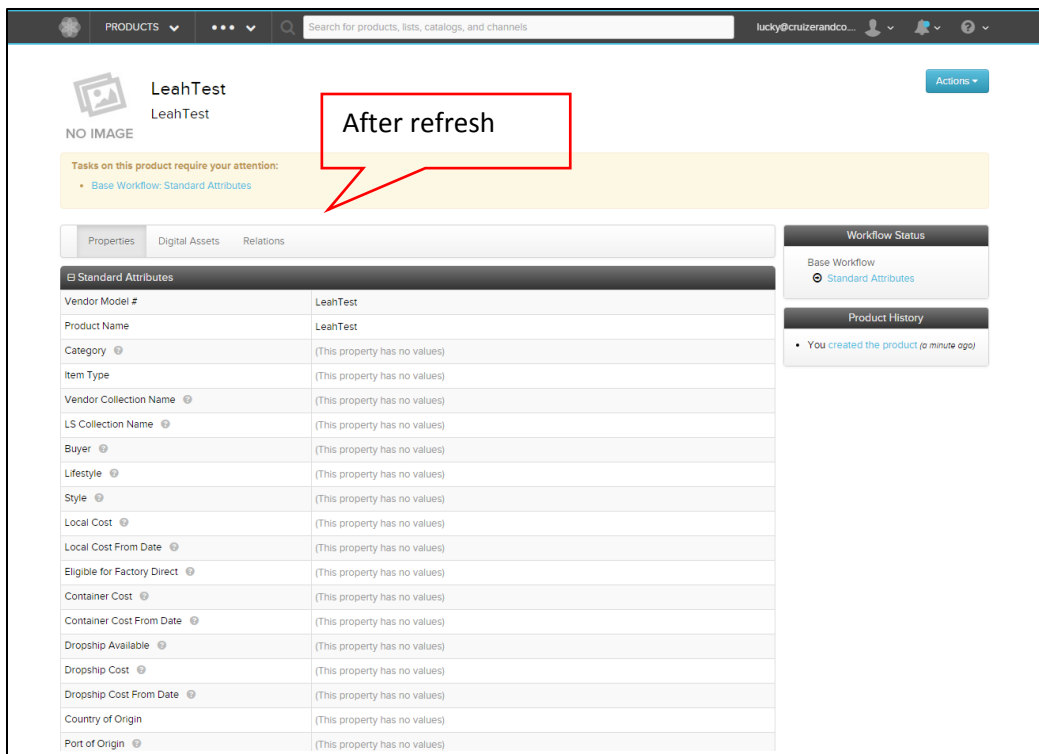 PRODUCTS
Search for products, lists, catalogs, and channels
lucky@cruizerandco...
LeahTest
LeahTest
NO IMAGE
Actions
After refresh
Tasks on this product require your attention:
• Base Workflow: Standard Attributes
Properties Digital Assets Relations
Workflow Status
Base Workflow
Standard Attributes
Product History
• You created the product (a minute ago)
Standard Attributes
Vendor Model # LeahTest
Product Name LeahTest
Category (This property has no values)
Item Type (This property has no values)
Vendor Collection Name (This property has no values)
LS Collection Name (This property has no values)
Buyer (This property has no values)
Lifestyle (This property has no values)
Style (This property has no values)
Local Cost (This property has no values)
Local Cost From Date (This property has no values)
Eligible for Factory Direct (This property has no values)
Container Cost (This property has no values)
Container Cost From Date (This property has no values)
Dropship Available (This property has no values)
Dropship Cost (This property has no values)
Dropship Cost From Date (This property has no values)
Country of Origin (This property has no values)
Port of Origin (This property has no values)